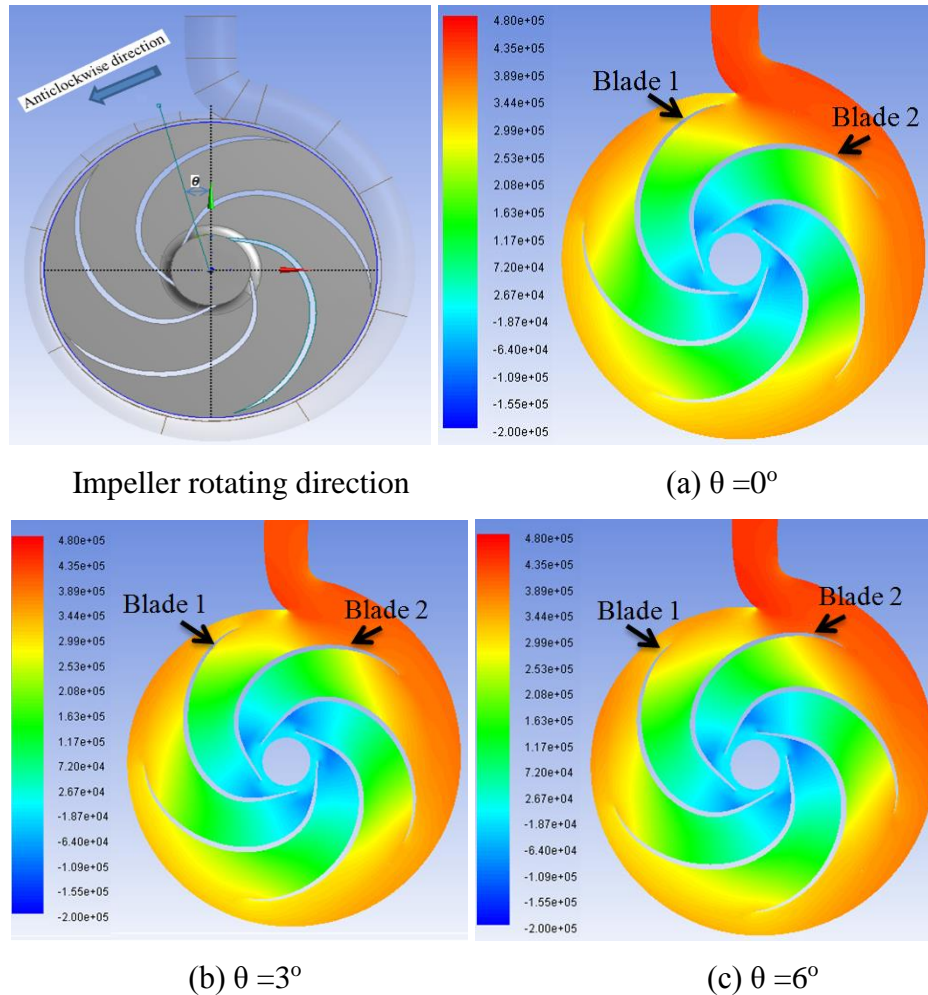 Anticlockwise direction
θ
Impeller rotating direction
4.80e+05
4.35e+05
3.89e+05
3.44e+05
2.99e+05
2.53e+05
2.08e+05
1.63e+05
1.17e+05
7.20e+04
2.67e+04
-1.87e+04
-6.40e+04
-1.09e+05
-1.55e+05
-2.00e+05
Blade 1
Blade 2
(a) θ =0°
4.80e+05
4.35e+05
3.89e+05
3.44e+05
2.99e+05
2.53e+05
2.08e+05
1.63e+05
1.17e+05
7.20e+04
2.67e+04
-1.87e+04
-6.40e+04
-1.09e+05
-1.55e+05
-2.00e+05
Blade 1
Blade 2
(b) θ =3°
4.80e+05
4.35e+05
3.89e+05
3.44e+05
2.99e+05
2.53e+05
2.08e+05
1.63e+05
1.17e+05
7.20e+04
2.67e+04
-1.87e+04
-6.40e+04
-1.09e+05
-1.55e+05
-2.00e+05
Blade 1
Blade 2
(c) θ =6°